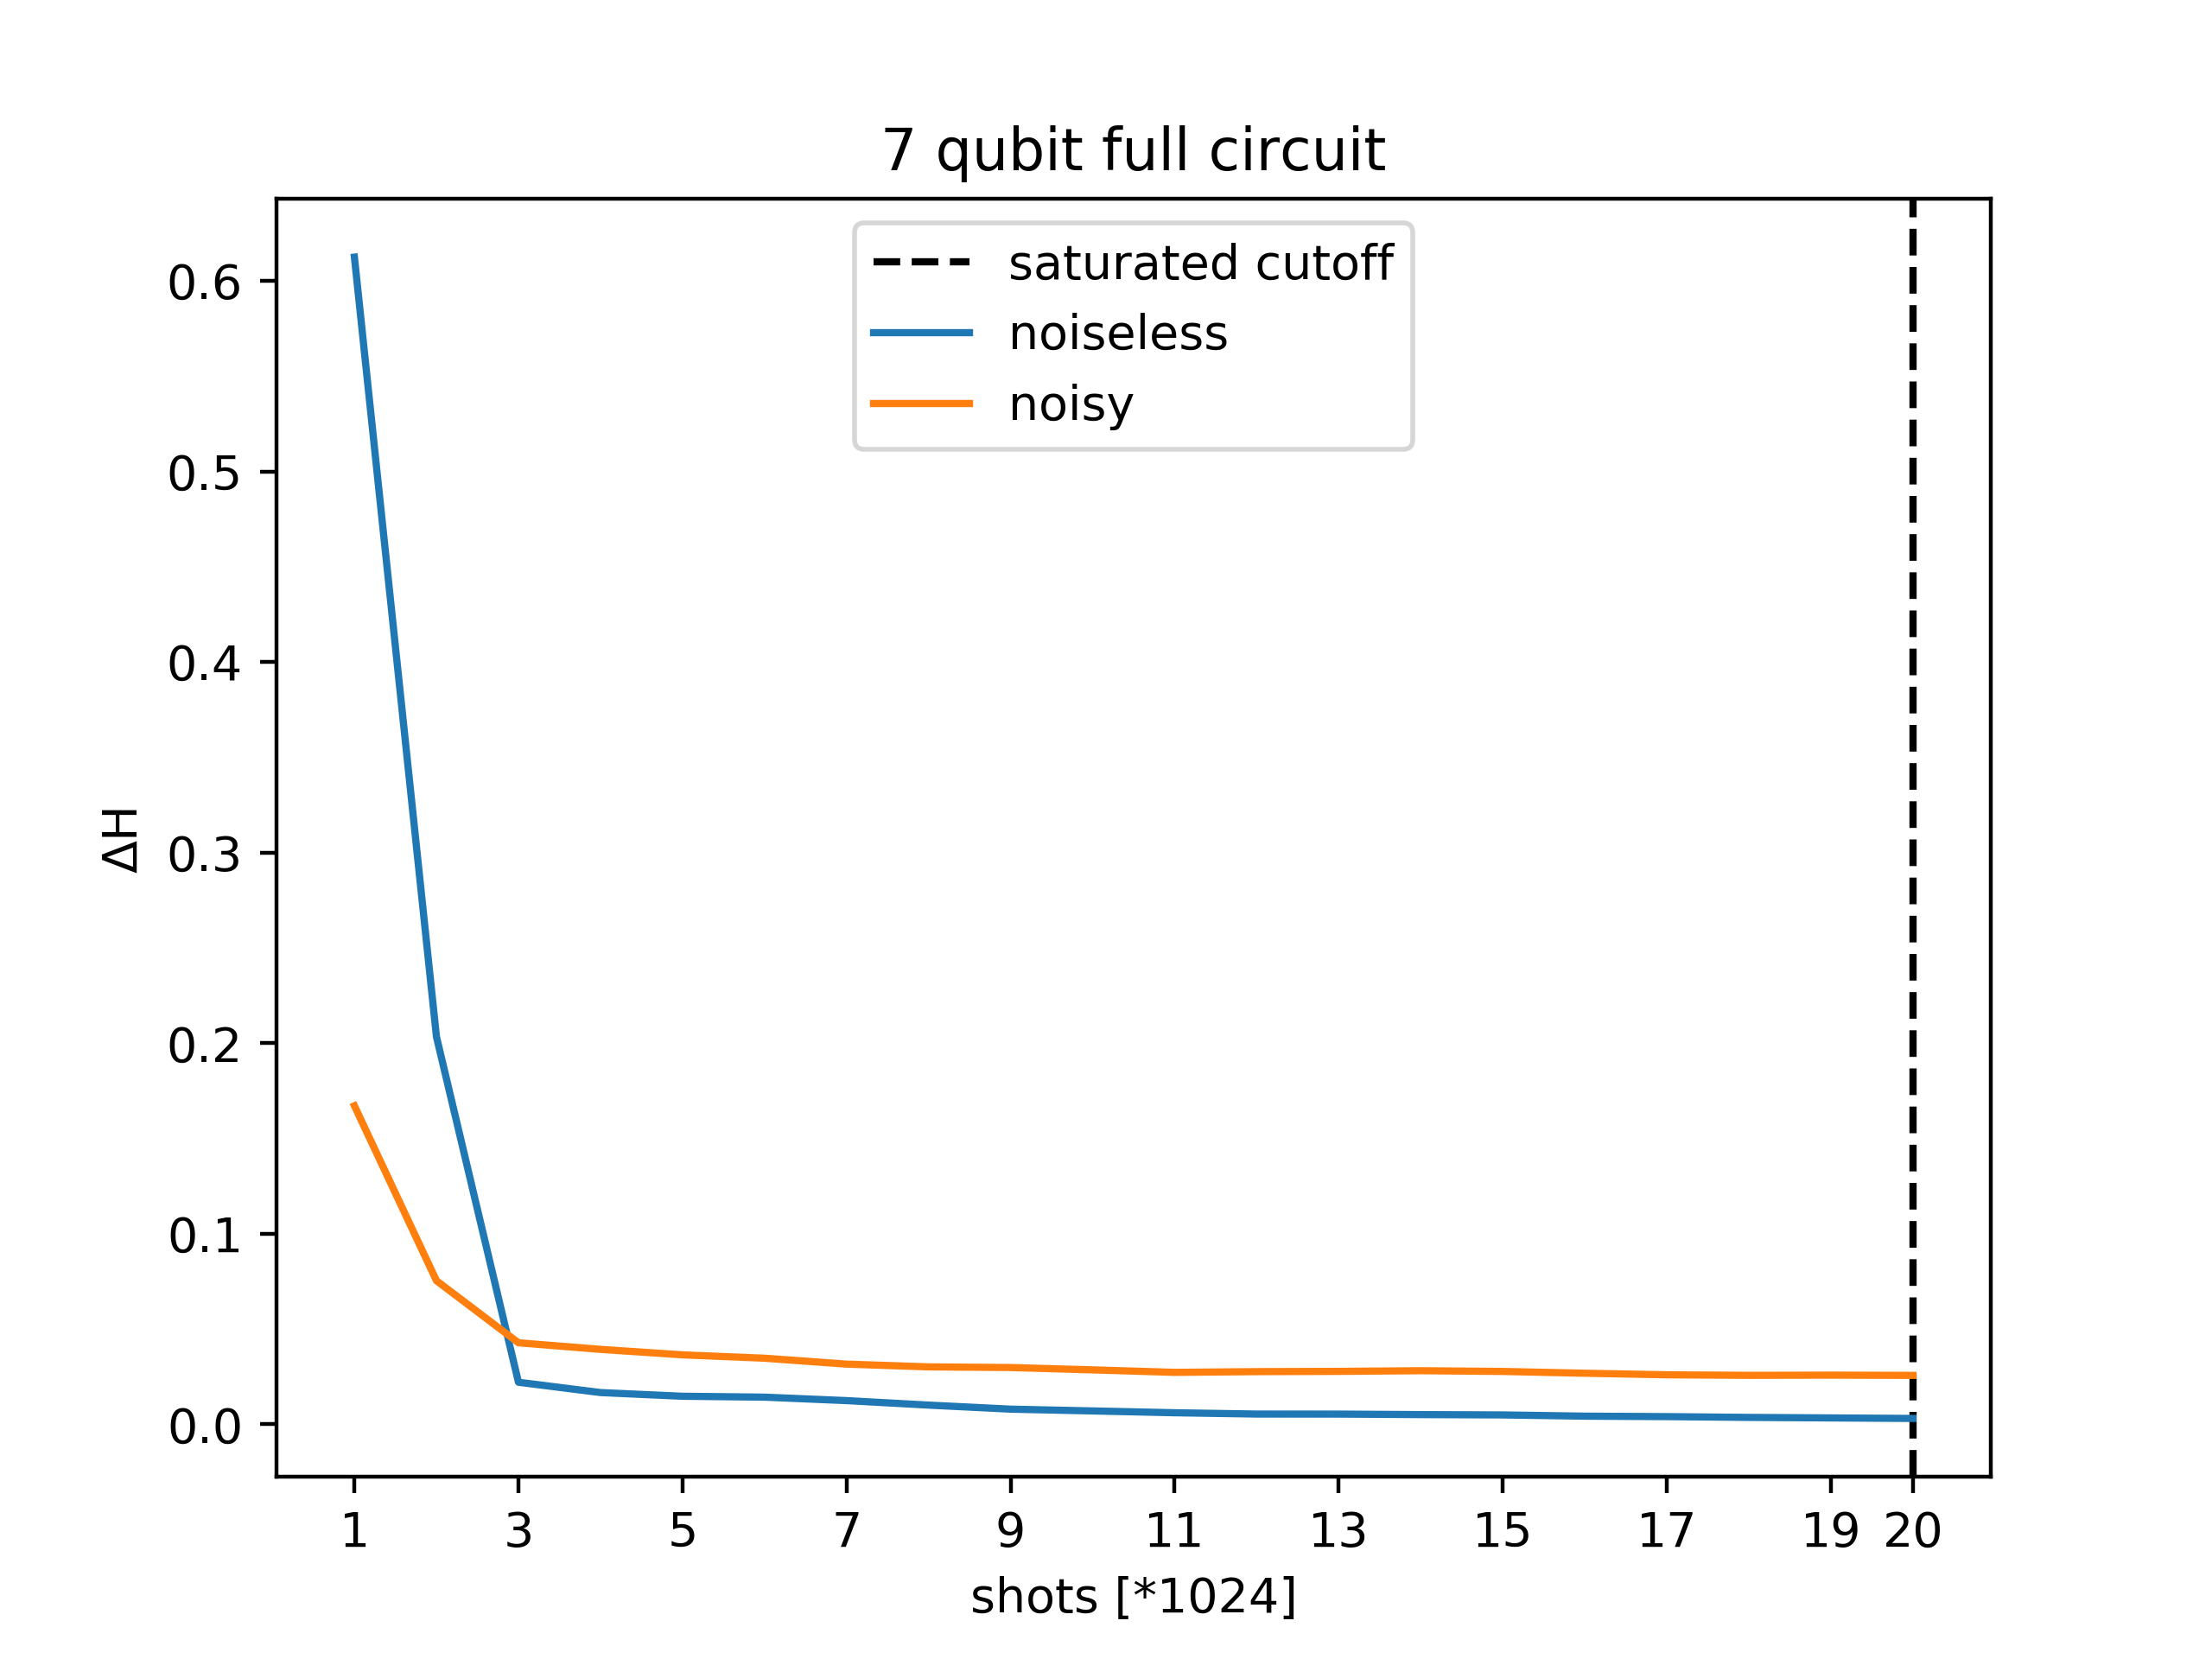 7 qubit full circuit
saturated cutoff
noiseless
noisy
0.6
0.5
0.4
0.3
0.2
0.1
0.0
ΔH
1 3 5 7 9 11 13 15 17 19 20
shots [*1024]